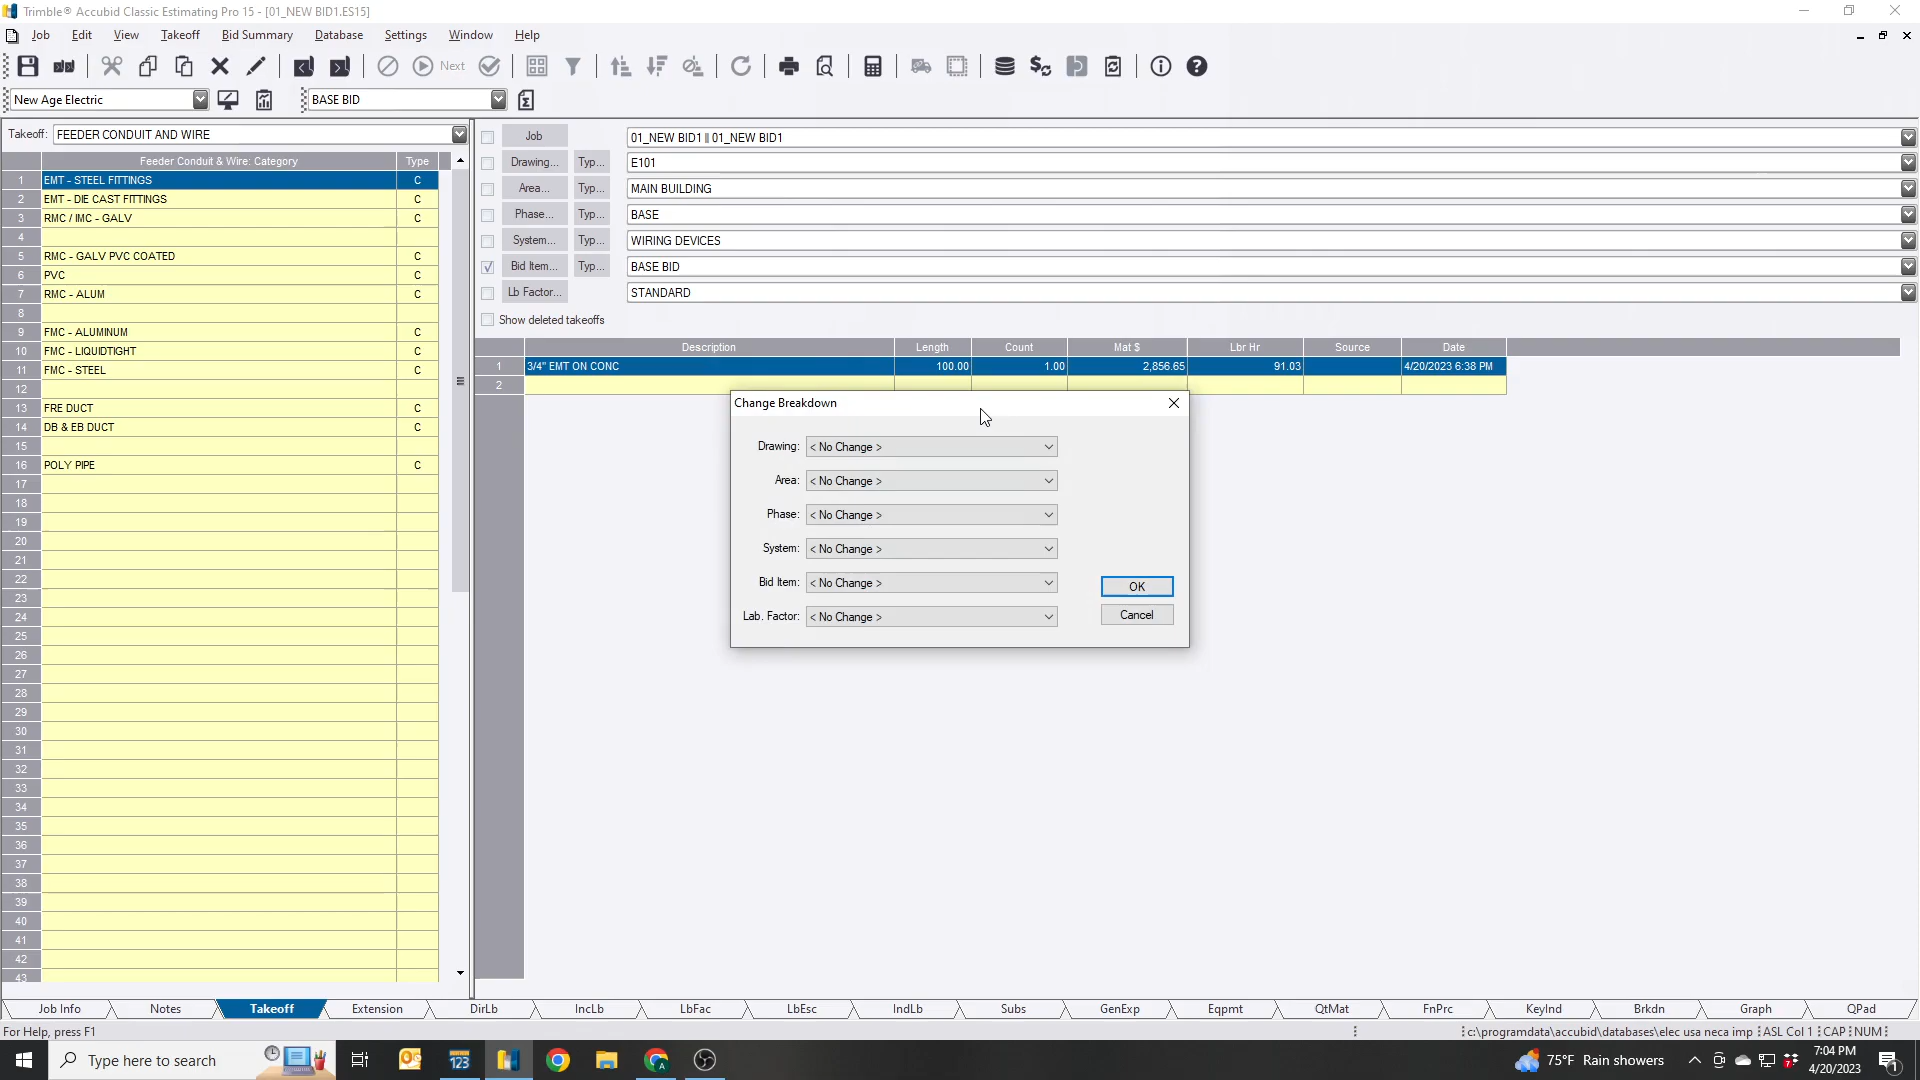 Trimble® Accubid Classic Estimating Pro 15 - [01_NEW BID1.ES15]
Job Edit View Takeoff Bid Summary Database Settings Window Help
Next
New Age Electric BASE BID
Takeoff: FEEDER CONDUIT AND WIRE
Feeder Conduit & Wire: Category Type
1 EMT - STEEL FITTINGS C
2 EMT - DIE CAST FITTINGS C
3 RMC / IMC - GALV C
4
5 RMC - GALV PVC COATED C
6 PVC C
7 RMC - ALUM C
8
9 FMC - ALUMINUM C
10 FMC - LIQUIDTIGHT C
11 FMC - STEEL C
12
13 FRE DUCT C
14 DB & EB DUCT C
15
16 POLY PIPE C
17
18
19
20
21
22
23
24
25
26
27
28
29
30
31
32
33
34
35
36
37
38
39
40
41
42
43
Job 01_NEW BID1 || 01_NEW BID1
Drawing... Typ... E101
Area... Typ... MAIN BUILDING
Phase... Typ... BASE
System... Typ... WIRING DEVICES
Bid Item... Typ... BASE BID
Lb Factor... STANDARD
Show deleted takeoffs
Description Length Count Mat $ Lbr Hr Source Date
1 3/4" EMT ON CONC 100.00 1.00 2,856.65 91.03 4/20/2023 6:38 PM
2
Change Breakdown
Drawing: < No Change >
Area: < No Change >
Phase: < No Change >
System: < No Change >
Bid Item: < No Change >
Lab. Factor: < No Change >
OK
Cancel
Job Info Notes Takeoff Extension DirLb IncLb LbFac LbEsc IndLb Subs GenExp Eqpmt QtMat FnPrc KeyInd Brkdn Graph QPad
For Help, press F1
c:\programdata\accubid\databases\elec usa neca imp ASL Col 1 CAP NUM
Type here to search
123
75°F Rain showers
7:04 PM
4/20/2023
1